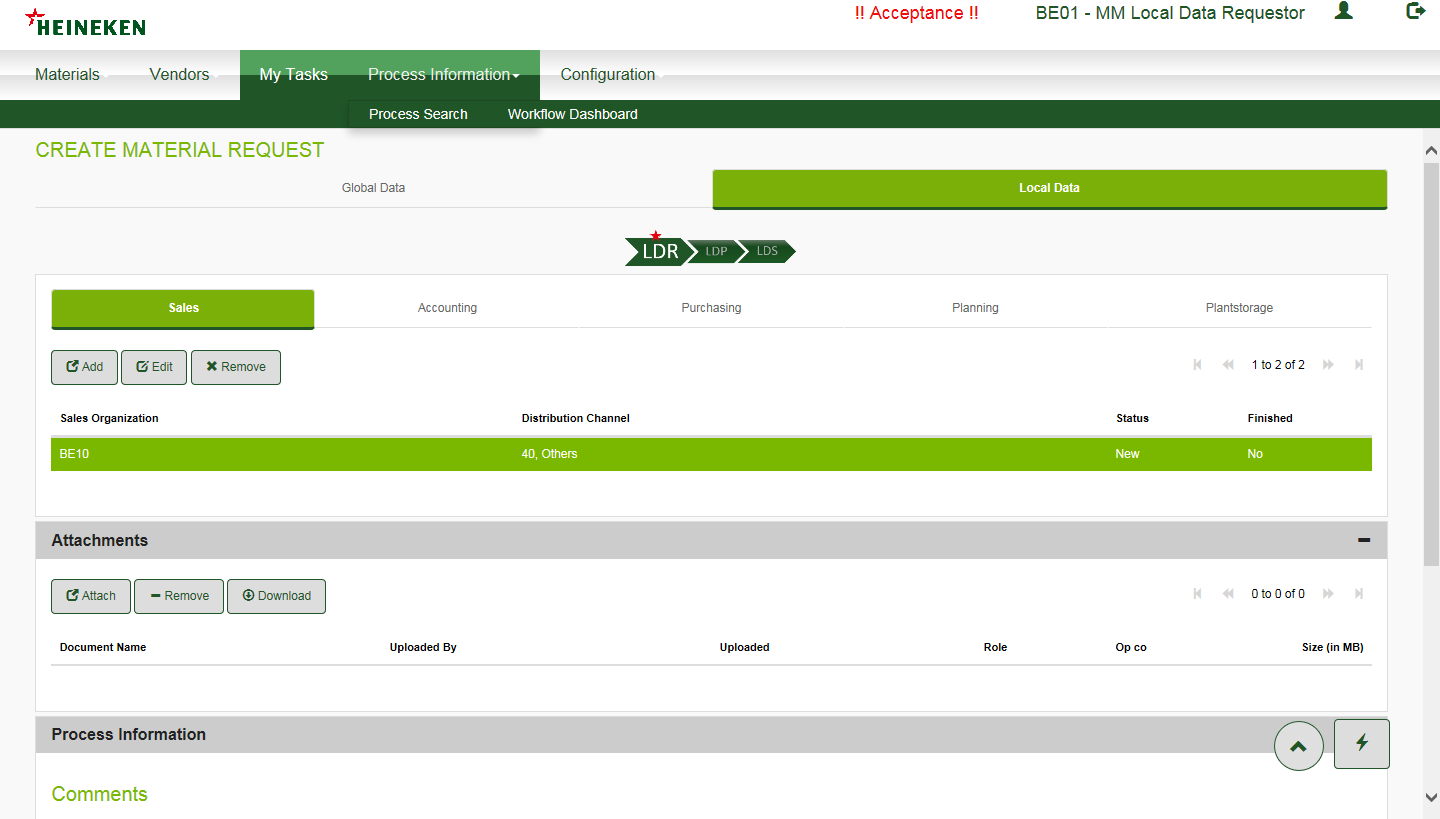 HEINEKEN
!! Acceptance !!
BE01 - MM Local Data Requestor
Materials
Vendors
My Tasks
Process Information
Configuration
Process Search
Workflow Dashboard
CREATE MATERIAL REQUEST
Global Data
Local Data
LDR
LDP
LDS
Sales
Accounting
Purchasing
Planning
Plantstorage
Add
Edit
Remove
1 to 2 of 2
Sales Organization
Distribution Channel
Status
Finished
BE10
40, Others
New
No
Attachments
Attach
Remove
Download
0 to 0 of 0
Document Name
Uploaded By
Uploaded
Role
Op co
Size (in MB)
Process Information
Comments